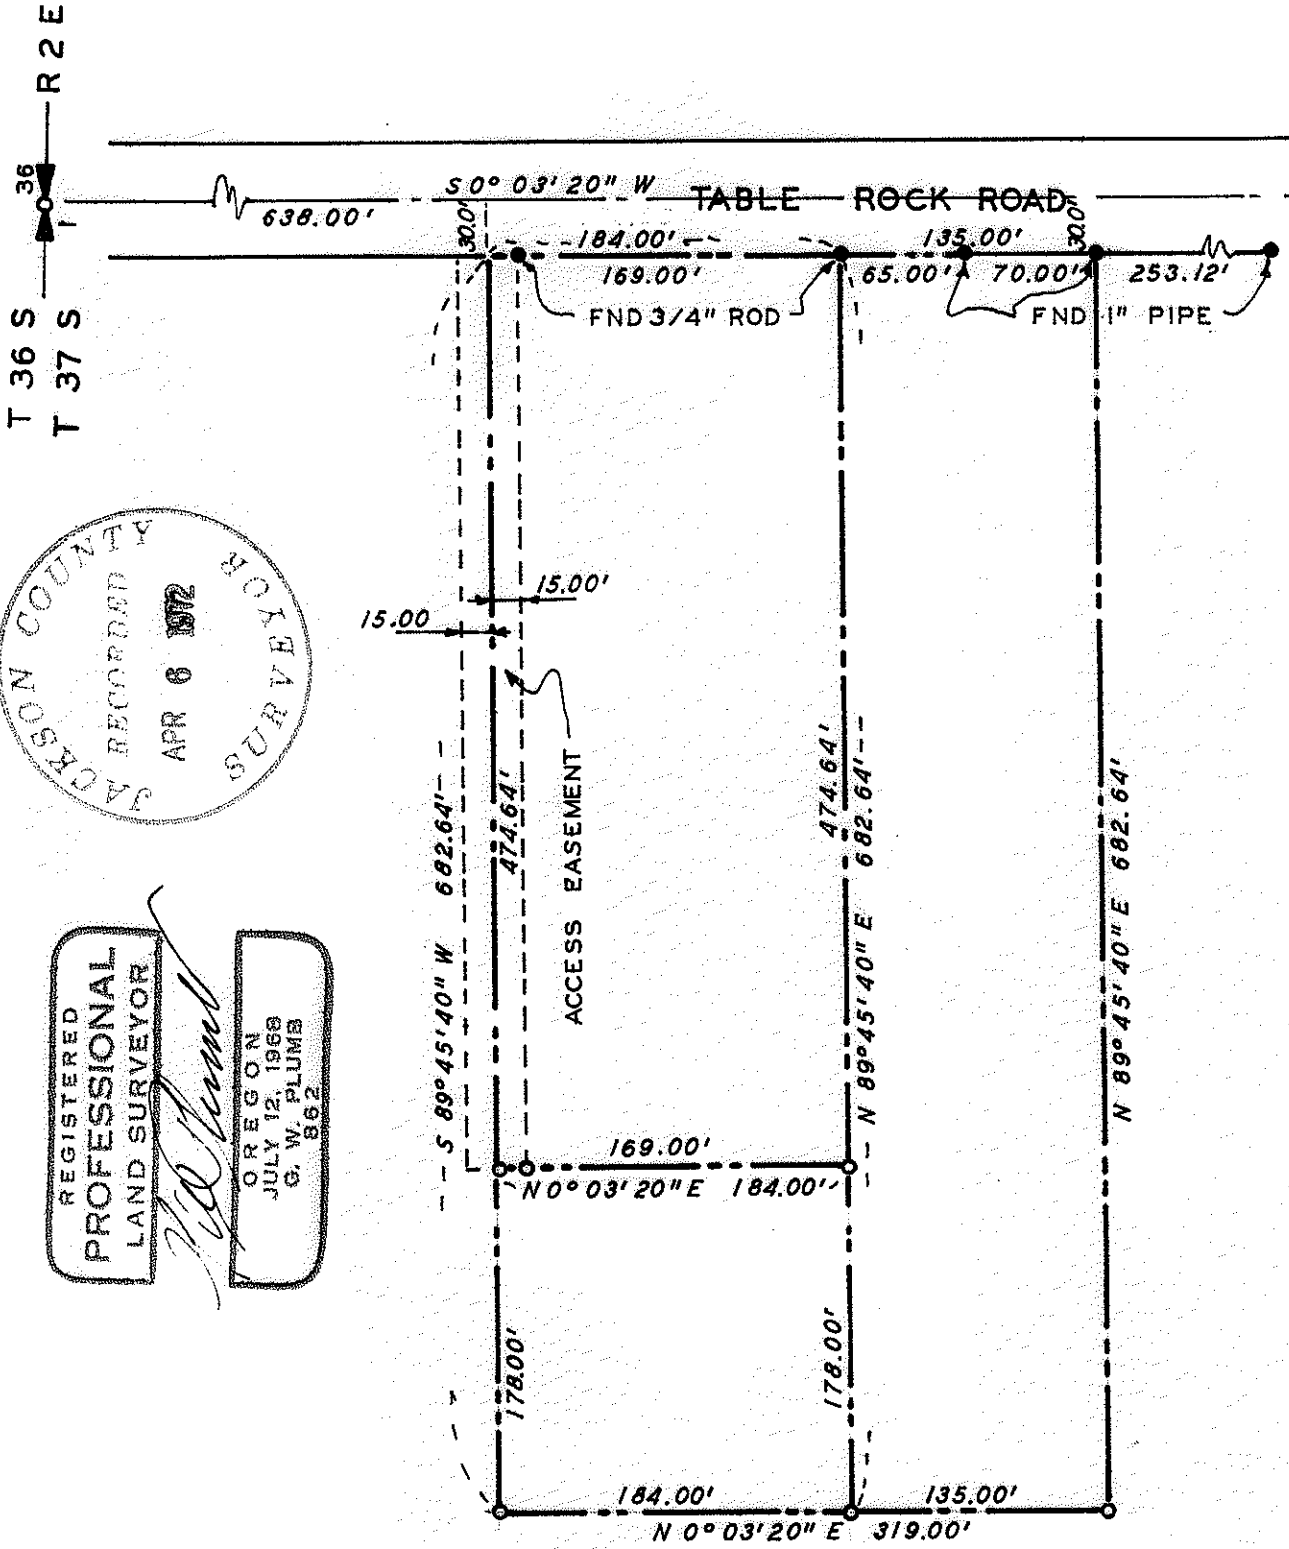 R 2 E
36
1
T 36 S
T 37 S
S 0° 03' 20" W
TABLE ROCK ROAD
638.00'
30.0'
184.00'
135.00'
30.0'
169.00'
65.00'
70.00'
253.12'
FND 3/4" ROD
FND 1" PIPE
JACKSON COUNTY
SURVEYOR
RECORDED
APR 6 1972
15.00'
15.00
ACCESS EASEMENT
S 89° 45' 40" W 682.64'
474.64'
474.64'
N 89° 45' 40" E 682.64'
N 89° 45' 40" E 682.64'
REGISTERED
PROFESSIONAL
LAND SURVEYOR
OREGON
JULY 12, 1968
G. W. PLUMB
862
169.00'
N 0° 03' 20" E 184.00'
178.00'
178.00'
184.00'
135.00'
N 0° 03' 20" E 319.00'